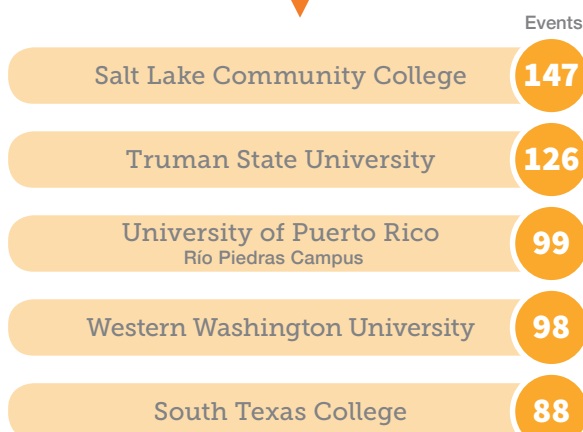 Events
Salt Lake Community College 147
Truman State University 126
University of Puerto Rico 99
Río Piedras Campus
Western Washington University 98
South Texas College 88